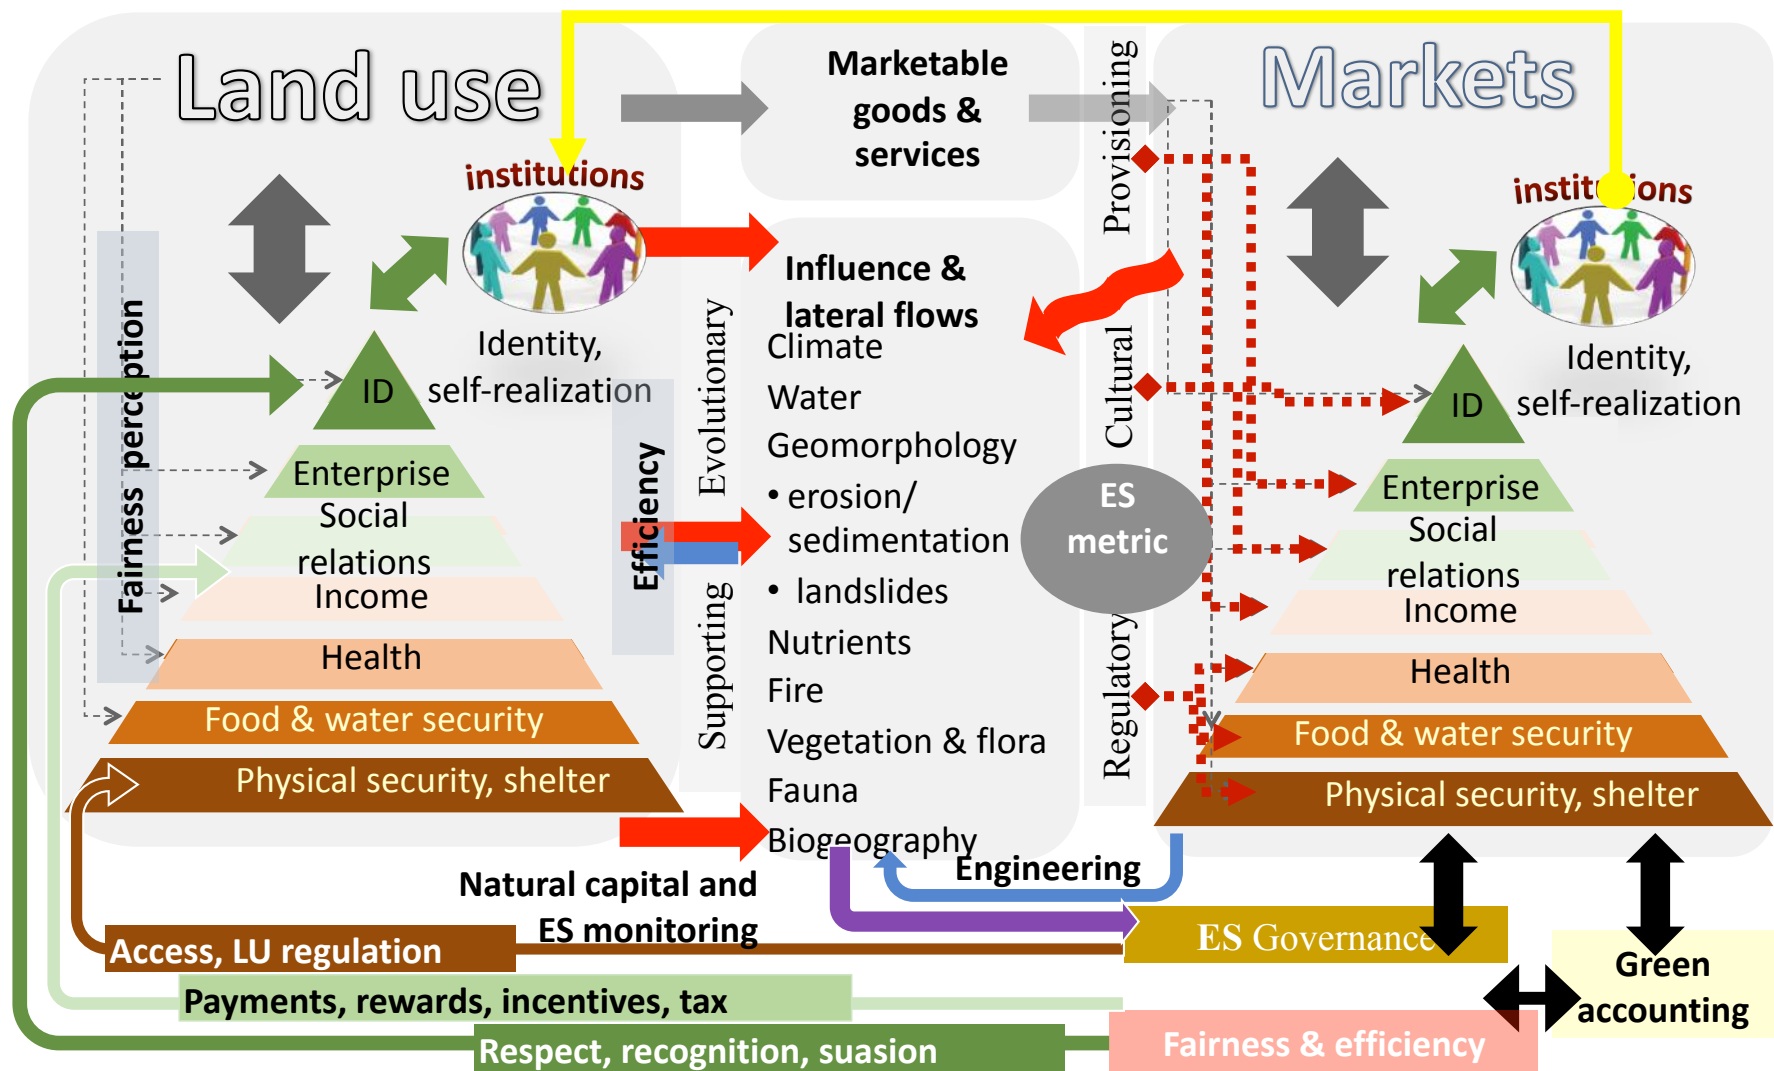 Land use
institutions
Identity,
self-realization
Fairness perception
ID
Enterprise
Social
relations
Income
Health
Food & water security
Physical security, shelter
Efficiency
Evolutionary
Supporting
Marketable
goods &
services
Influence &
lateral flows
Climate
Water
Geomorphology
• erosion/
sedimentation
• landslides
Nutrients
Fire
Vegetation & flora
Fauna
Biogeography
Provisioning
Cultural
ES
metric
Regulatory
Markets
institutions
Identity,
self-realization
ID
Enterprise
Social
relations
Income
Health
Food & water security
Physical security, shelter
Engineering
Natural capital and
ES monitoring
Access, LU regulation
ES Governance
Green
accounting
Payments, rewards, incentives, tax
Respect, recognition, suasion
Fairness & efficiency